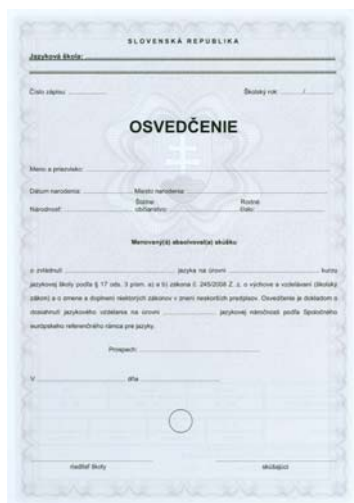 SLOVENSKÁ REPUBLIKA
Jazyková škola:
Číslo zápisu: Školský rok: /
OSVEDČENIE
Meno a priezvisko:
Dátum narodenia: Miesto narodenia:
Štátne Rodné
Národnosť: občianstvo: číslo:
Menovaný(á) absolvoval(a) skúšku
o zvládnutí jazyka na úrovni kurzu
jazykovej školy podľa § 17 ods. 3 písm. a) a b) zákona č. 245/2008 Z. z. o výchove a vzdelávaní (školský
zákon) a o zmene a doplnení niektorých zákonov v znení neskorších predpisov. Osvedčenie je dokladom o
dosiahnutí jazykového vzdelania na úrovni jazykovej náročnosti podľa Spoločného
európskeho referenčného rámca pre jazyky.
Prospech:
V dňa
riaditeľ školy skúšajúci